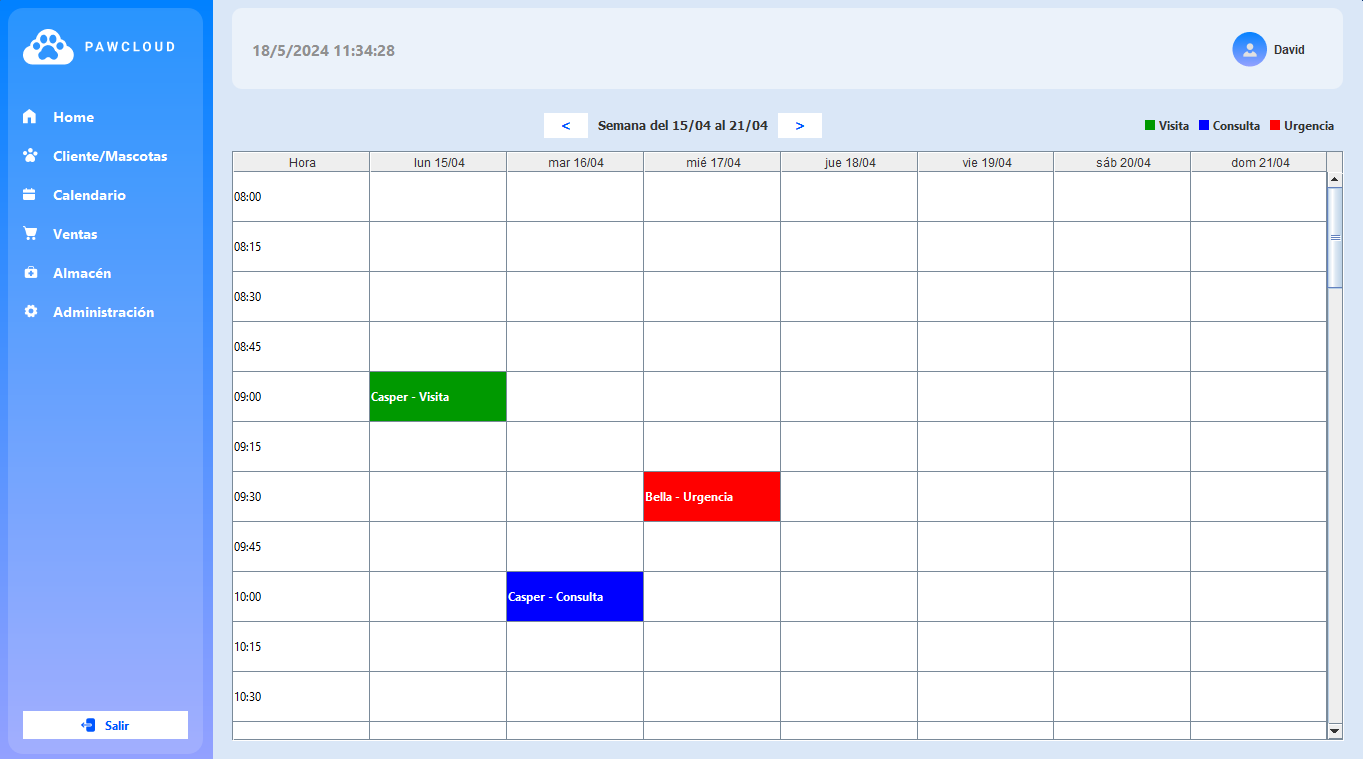 PAWCLOUD
Home
Cliente/Mascotas
Calendario
Ventas
Almacén
Administración
Salir
18/5/2024 11:34:28
David
< Semana del 15/04 al 21/04 >
Visita Consulta Urgencia
Hora lun 15/04 mar 16/04 mié 17/04 jue 18/04 vie 19/04 sáb 20/04 dom 21/04
08:00
08:15
08:30
08:45
09:00 Casper - Visita
09:15
09:30 Bella - Urgencia
09:45
10:00 Casper - Consulta
10:15
10:30